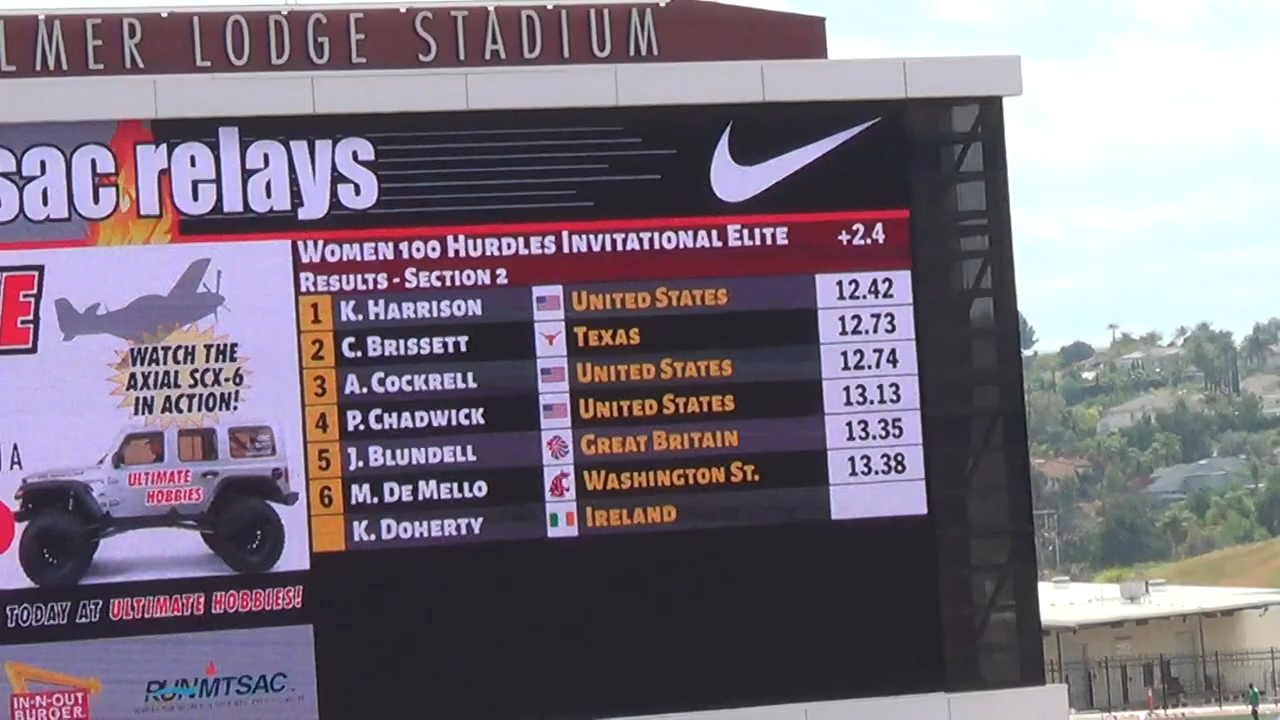 LMER LODGE STADIUM
sac relays
WOMEN 100 HURDLES INVITATIONAL ELITE +2.4
RESULTS - SECTION 2
1 K. HARRISON UNITED STATES 12.42
2 C. BRISSETT TEXAS 12.73
3 A. COCKRELL UNITED STATES 12.74
4 P. CHADWICK UNITED STATES 13.13
5 J. BLUNDELL GREAT BRITAIN 13.35
6 M. DE MELLO WASHINGTON ST. 13.38
K. DOHERTY IRELAND
E
WATCH THE
AXIAL SCX-6
IN ACTION!
IA
ULTIMATE
HOBBIES
TODAY AT ULTIMATE HOBBIES!
IN-N-OUT
BURGER
RUNMTSAC